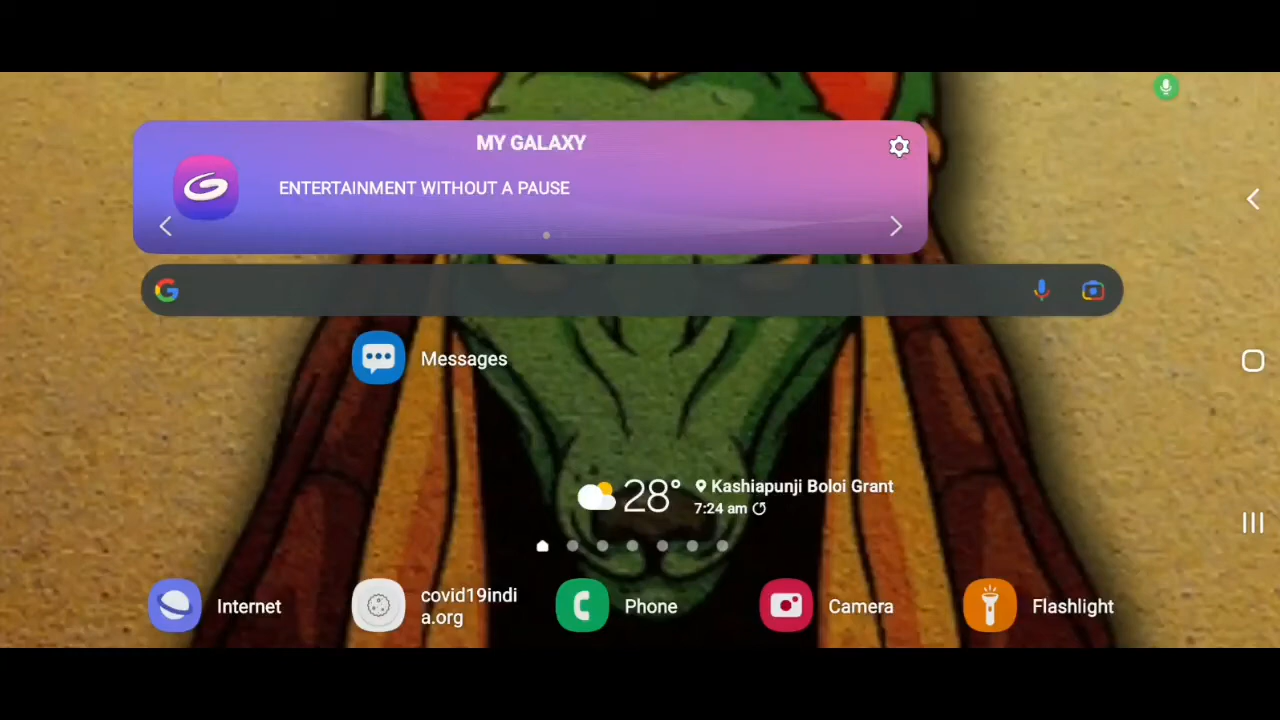 MY GALAXY
ENTERTAINMENT WITHOUT A PAUSE
Messages
28°
Kashiapunji Boloi Grant
7:24 am
Internet
covid19indi
a.org
Phone
Camera
Flashlight